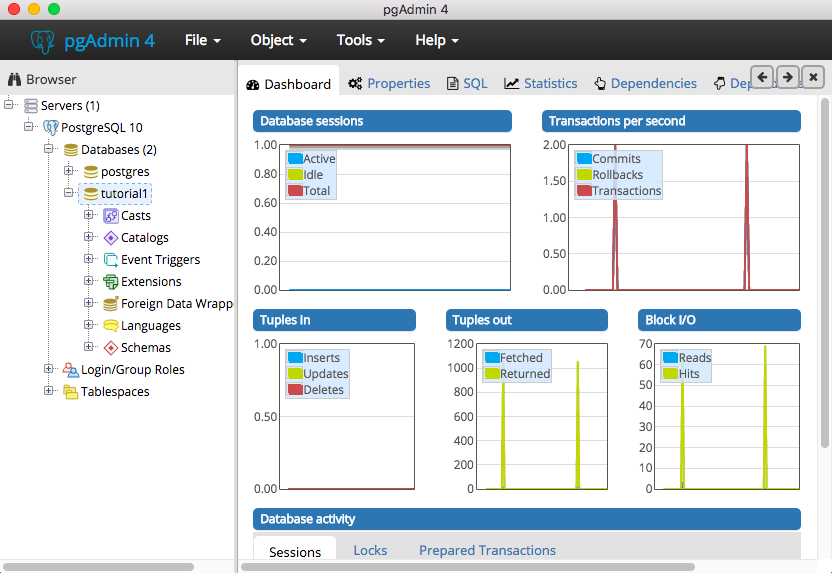 pgAdmin 4
pgAdmin 4 File Object Tools Help
Browser
Servers (1)
PostgreSQL 10
Databases (2)
postgres
tutorial1
Casts
Catalogs
Event Triggers
Extensions
Foreign Data Wrapp
Languages
Schemas
Login/Group Roles
Tablespaces
Dashboard Properties SQL Statistics Dependencies
Database sessions
1.00
0.80
0.60
0.40
0.20
0.00
Active
Idle
Total
Transactions per second
2.00
1.50
1.00
0.50
0.00
Commits
Rollbacks
Transactions
Tuples in
1.00
0.50
0.00
Inserts
Updates
Deletes
Tuples out
1200
1000
800
600
400
200
0
Fetched
Returned
Block I/O
70
60
50
40
30
20
10
0
Reads
Hits
Database activity
Sessions Locks Prepared Transactions